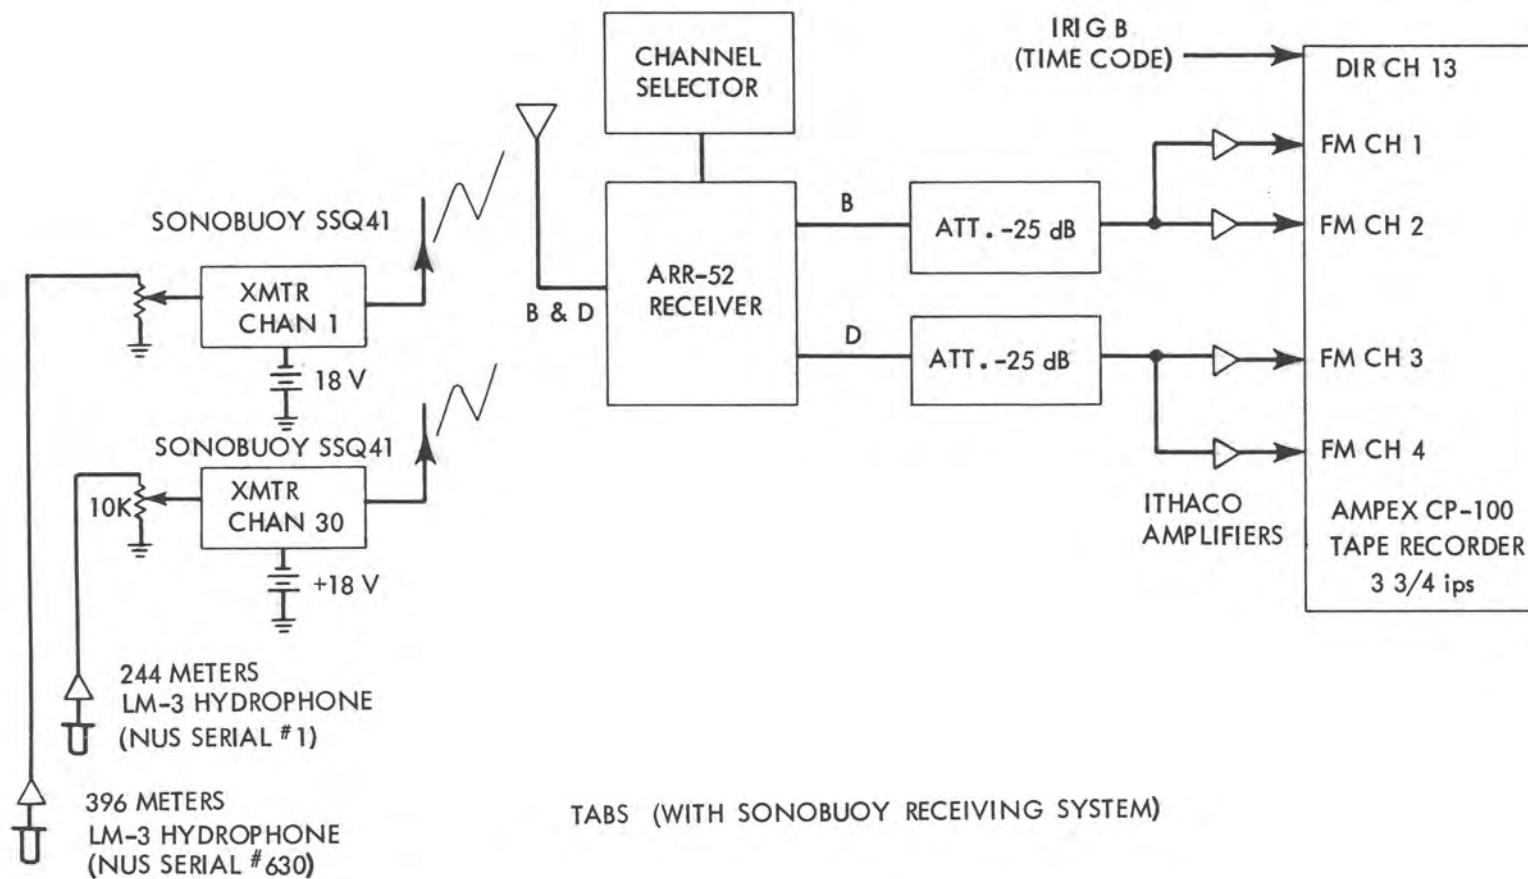 CHANNEL
SELECTOR
IRIG B
(TIME CODE)
DIR CH 13
FM CH 1
FM CH 2
FM CH 3
FM CH 4
SONOBUOY SSQ41
XMTR
CHAN 1
18 V
SONOBUOY SSQ41
10K
XMTR
CHAN 30
+18 V
B & D
ARR-52
RECEIVER
B
ATT. -25 dB
D
ATT. -25 dB
ITHACO
AMPLIFIERS
AMPEX CP-100
TAPE RECORDER
3 3/4 ips
244 METERS
LM-3 HYDROPHONE
(NUS SERIAL #1)
396 METERS
LM-3 HYDROPHONE
(NUS SERIAL #630)
TABS (WITH SONOBUOY RECEIVING SYSTEM)